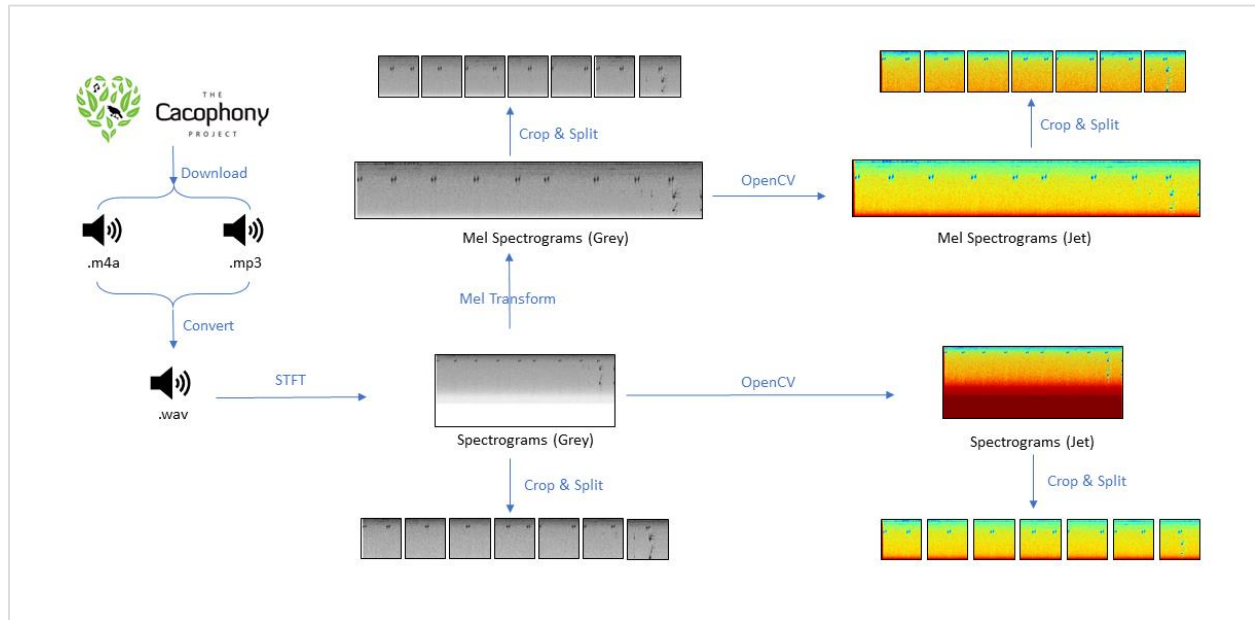 THE
Cacophony
PROJECT
Download
.m4a
.mp3
Convert
.wav
STFT
Crop & Split
Mel Spectrograms (Grey)
Mel Transform
Spectrograms (Grey)
Crop & Split
OpenCV
OpenCV
Crop & Split
Mel Spectrograms (Jet)
Spectrograms (Jet)
Crop & Split